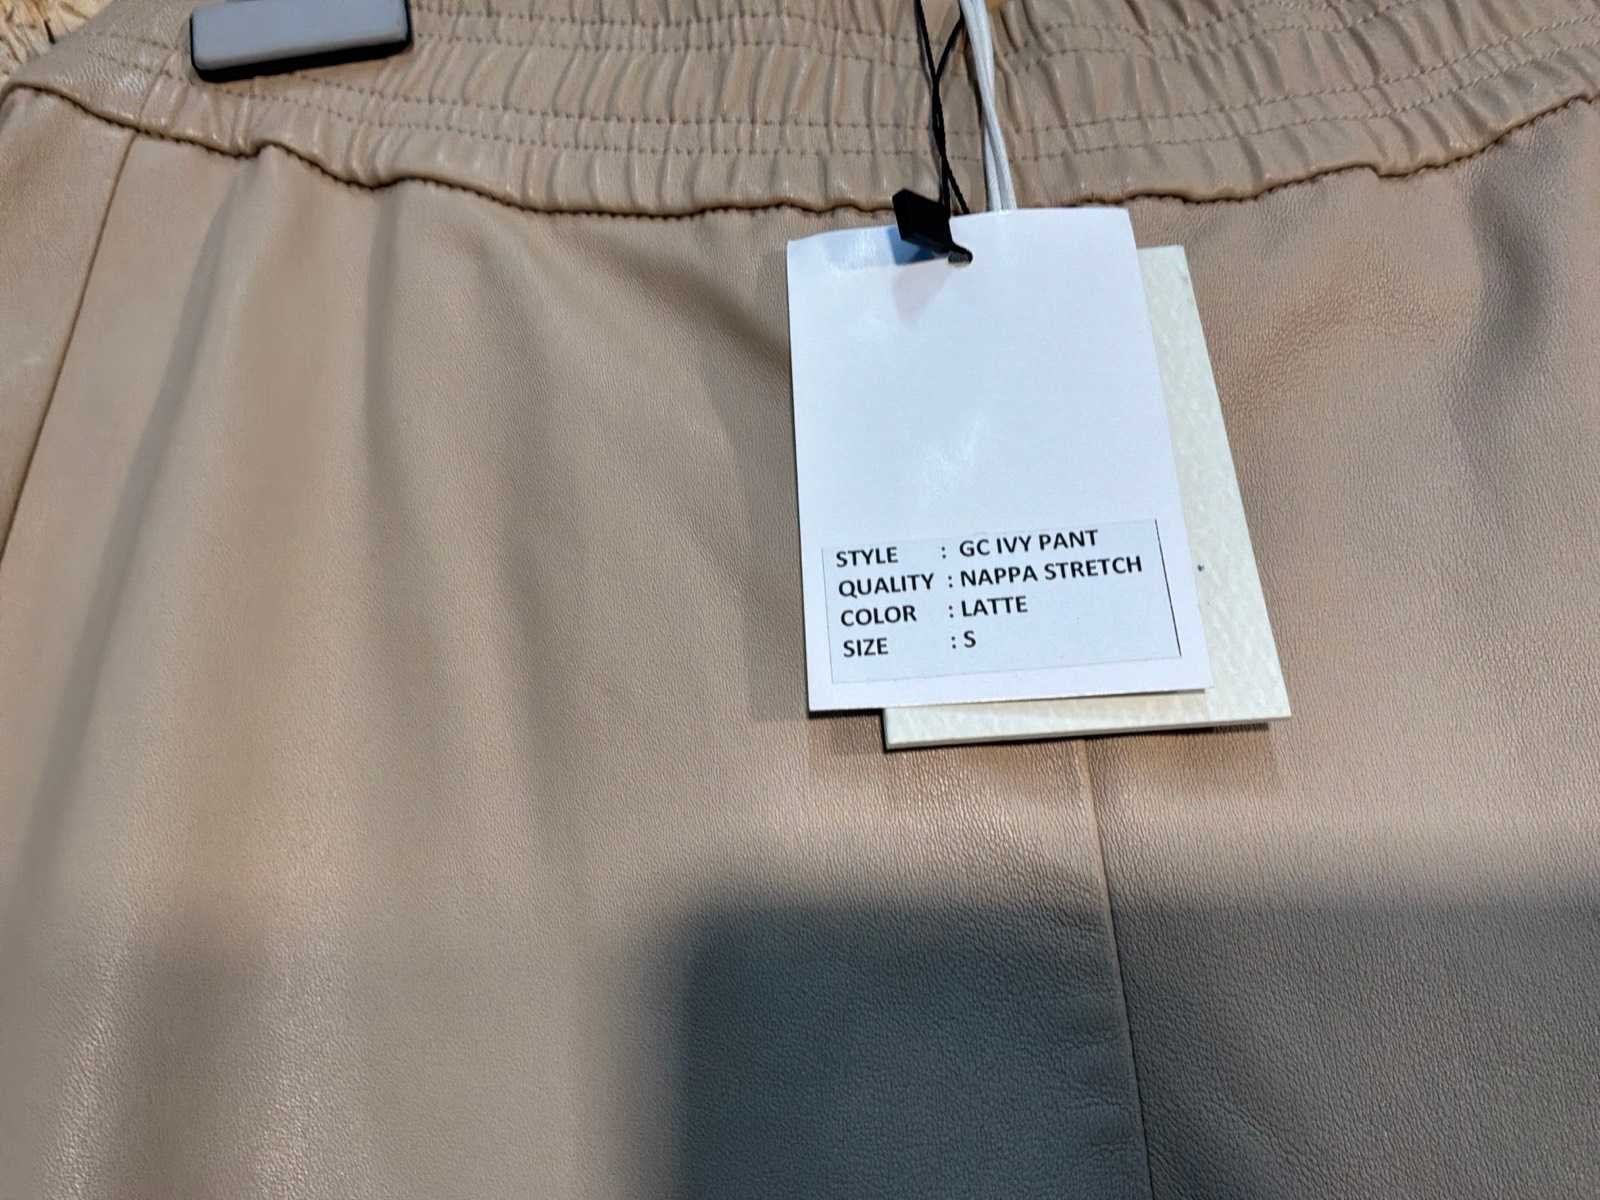 STYLE : GC IVY PANT
QUALITY : NAPPA STRETCH
COLOR : LATTE
SIZE : S